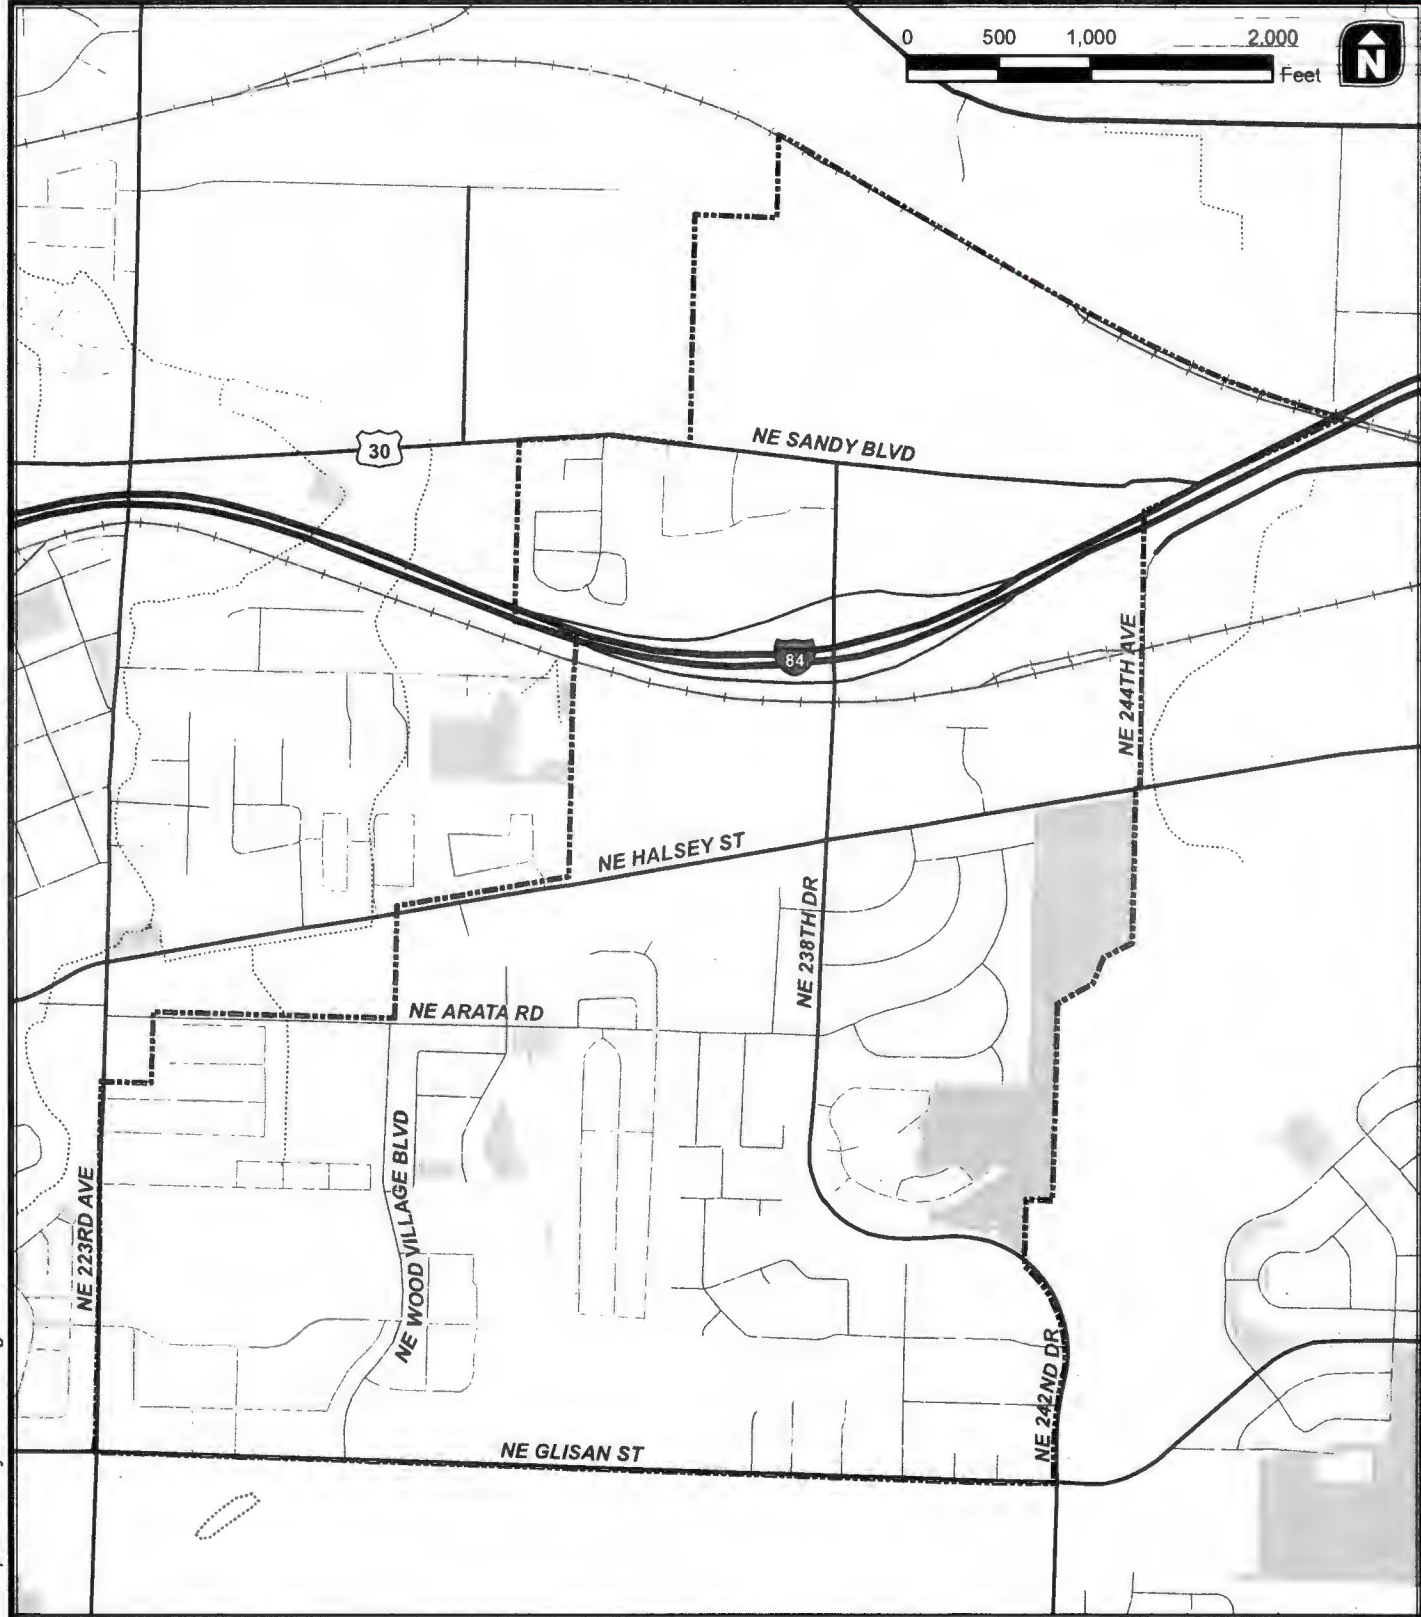 0 500 1,000 2,000
Feet
N
NE SANDY BLVD
30
84
NE 244TH AVE
NE HALSEY ST
NE 238TH DR
NE ARATA RD
NE WOOD VILLAGE BLVD
NE 223RD AVE
NE 242ND DR
NE GLISAN ST